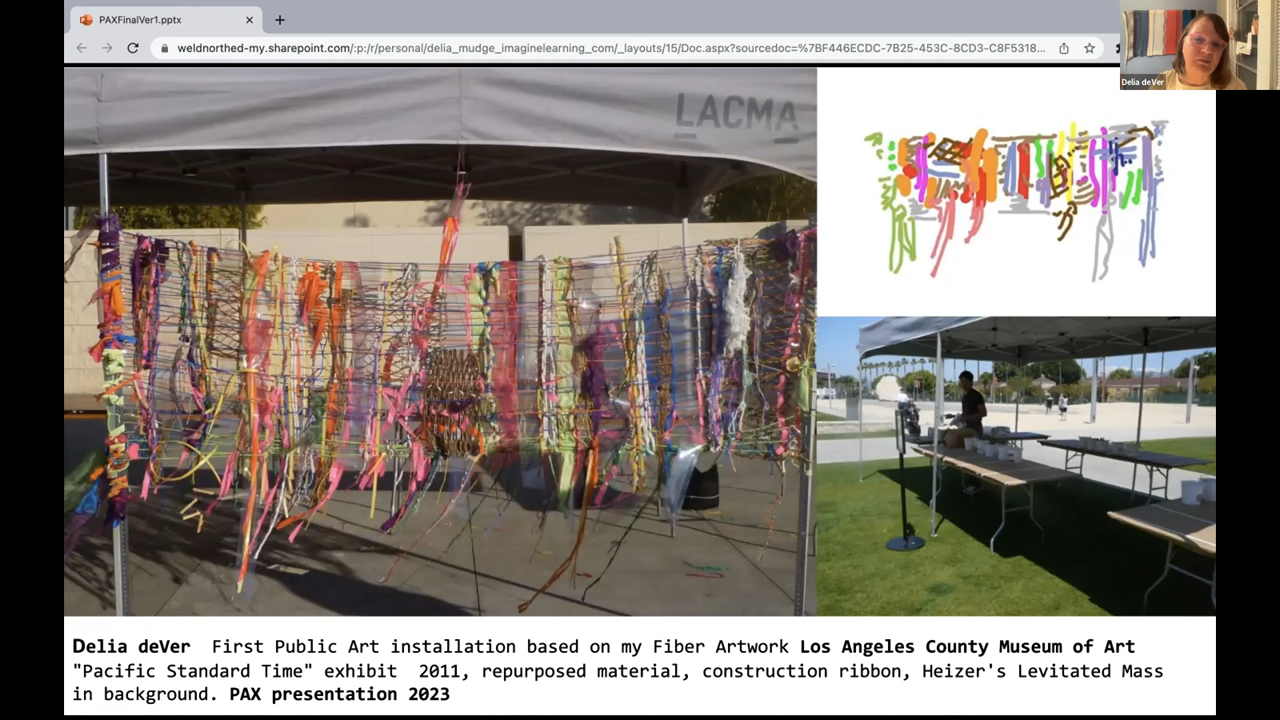 PAXFinalVer1.pptx
weldnorthed-my.sharepoint.com/:p:r/personal/delia_mudge_imaginelearning_com/_layouts/15/Doc.aspx?sourcedoc=%7BF446ECDC-7B25-453C-8CD3-C8F5318...
Delia deVer
LACMA
Delia deVer First Public Art installation based on my Fiber Artwork Los Angeles County Museum of Art
"Pacific Standard Time" exhibit 2011, repurposed material, construction ribbon, Heizer's Levitated Mass
in background. PAX presentation 2023